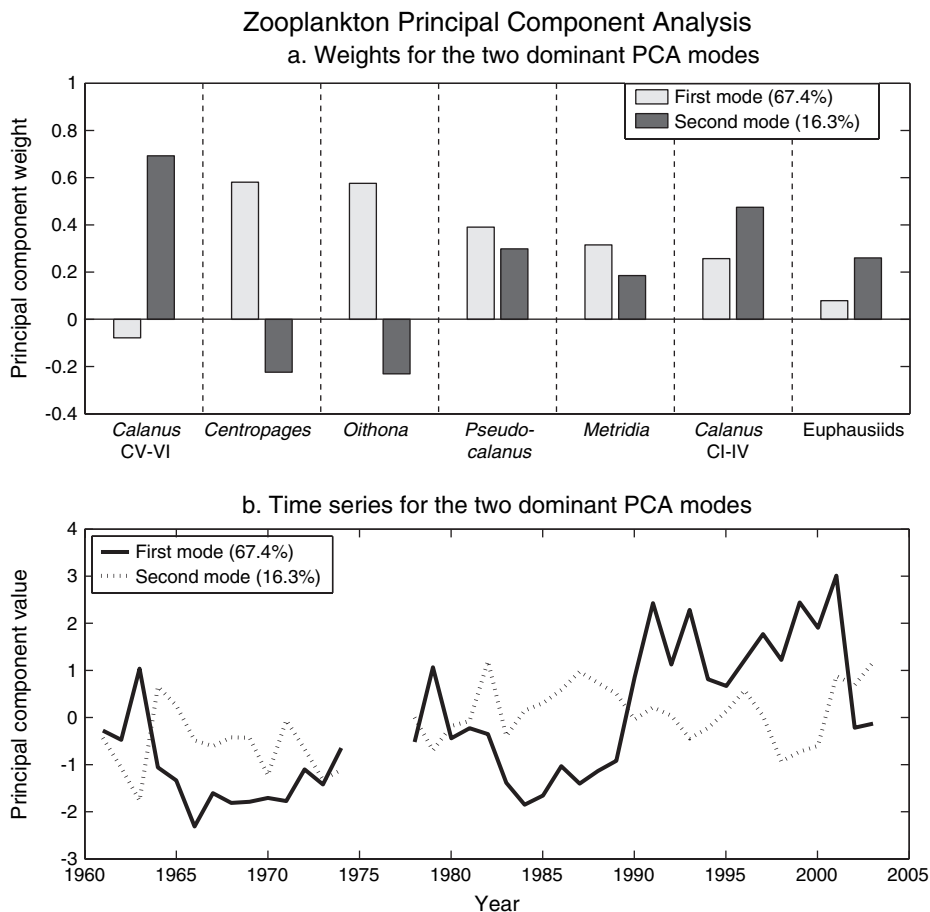 Zooplankton Principal Component Analysis
a. Weights for the two dominant PCA modes
Principal component weight
1
0.8
0.6
0.4
0.2
0
-0.2
-0.4
First mode (67.4%)
Second mode (16.3%)
Calanus CV-VI
Centropages
Oithona
Pseudo-
calanus
Metridia
Calanus CI-IV
Euphausiids
b. Time series for the two dominant PCA modes
Principal component value
4
3
2
1
0
-1
-2
-3
First mode (67.4%)
Second mode (16.3%)
1960 1965 1970 1975 1980 1985 1990 1995 2000 2005
Year